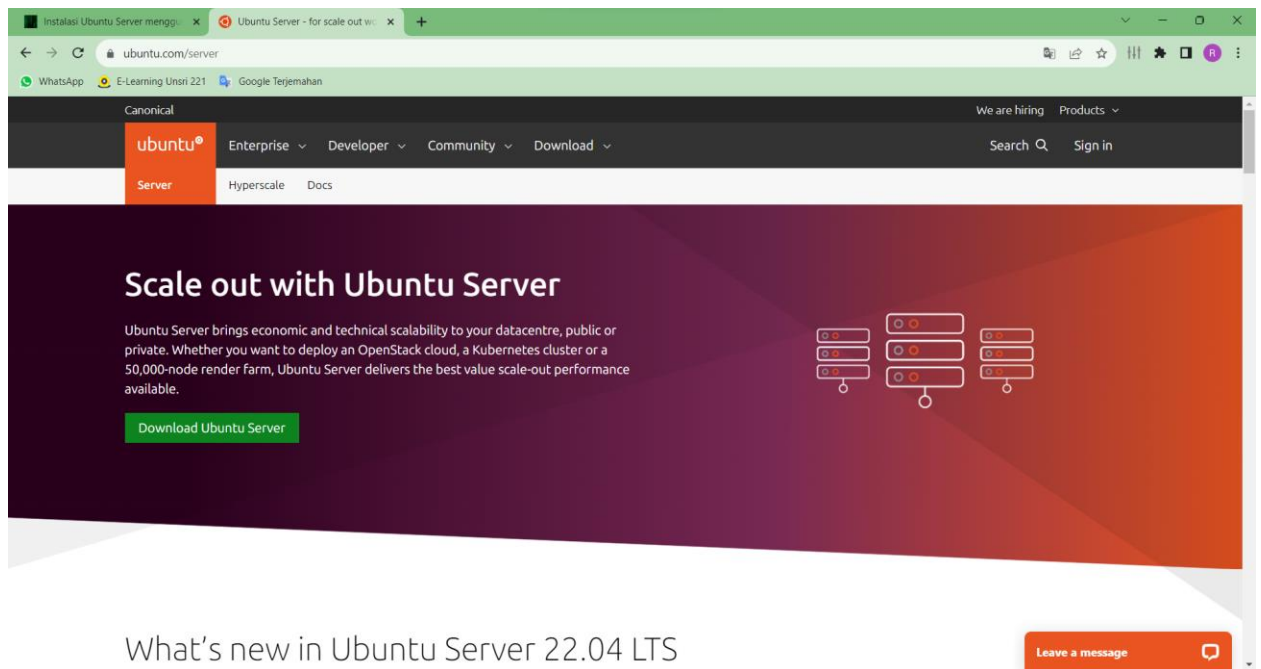 Instalasi Ubuntu Server menggu
Ubuntu Server - for scale out wo
ubuntu.com/server
R
WhatsApp E-Learning Unsri 221 Google Terjemahan
Canonical We are hiring Products
ubuntu® Enterprise Developer Community Download Search Sign in
Server Hyperscale Docs
Scale out with Ubuntu Server
Ubuntu Server brings economic and technical scalability to your datacentre, public or
private. Whether you want to deploy an OpenStack cloud, a Kubernetes cluster or a
50,000-node render farm, Ubuntu Server delivers the best value scale-out performance
available.
Download Ubuntu Server
What's new in Ubuntu Server 22.04 LTS
Leave a message